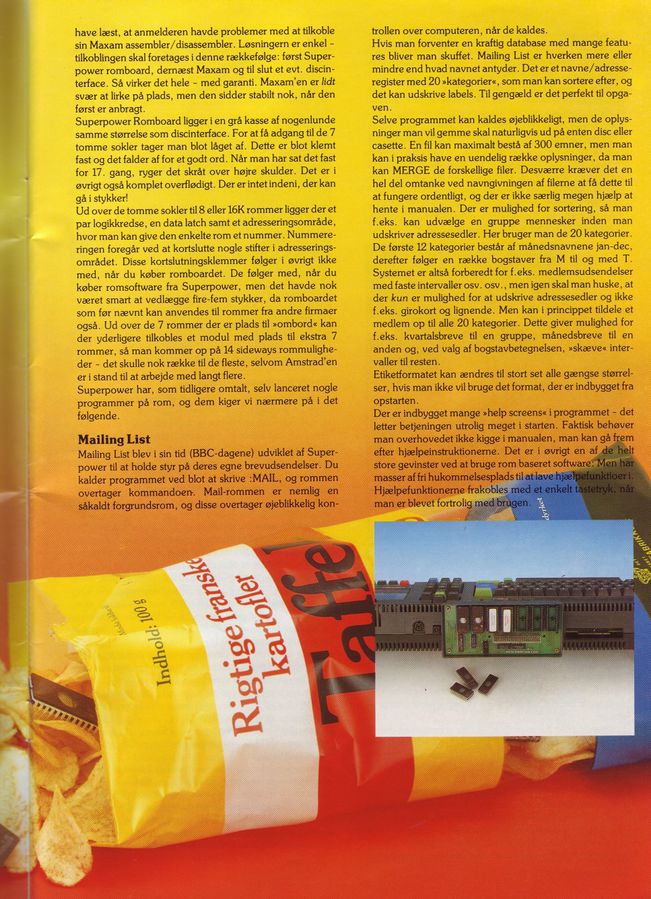 have læst, at anmelderen havde problemer med at tilkoble
sin Maxam assembler/disassembler. Løsningern er enkel –
tilkoblingen skal foretages i denne rækkefølge: først Super-
power romboard, dernæst Maxam og til slut et evt. discin-
terface. Så virker det hele – med garanti. Maxam'en er lidt
svær at lirke på plads, men den sidder stabilt nok, når den
først er anbragt.
Superpower Romboard ligger i en grå kasse af nogenlunde
samme størrelse som discinterface. For at få adgang til de 7
tomme sokler tager man blot låget af. Dette er blot klemt
fast og det falder af for et godt ord. Når man har sat det fast
for 17. gang, ryger det skråt over højre skulder. Det er i
øvrigt også komplet overflødigt. Der er intet indeni, der kan
gå i stykker!
Ud over de tomme sokler til 8 eller 16K rommer ligger der et
par logikkredse, en data latch samt et adresseringsområde,
hvor man kan give den enkelte rom et nummer. Nummere-
ringen foregår ved at kortslutte nogle stifter i adresserings-
området. Disse kortslutningsklemmer følger i øvrigt ikke
med, når du køber romboardet. De følger med, når du
køber romsoftware fra Superpower, men det havde nok
været smart at vedlægge fire-fem stykker, da romboardet
som før nævnt kan anvendes til rommer fra andre firmaer
også. Ud over de 7 rommer der er plads til »ombord« kan
der yderligere tilkobles et modul med plads til ekstra 7
rommer, så man kommer op på 14 sideways rommulighe-
der – det skulle nok række til de fleste, selvom Amstrad'en
er i stand til at arbejde med langt flere.
Superpower har, som tidligere omtalt, selv lanceret nogle
programmer på rom, og dem kiger vi nærmere på i det
følgende.
Mailing List
Mailing List blev i sin tid (BBC-dagene) udviklet af Super-
power til at holde styr på deres egne brevudsendelser. Du
kalder programmet ved blot at skrive :MAIL, og rommen
overtager kommandoen. Mail-rommen er nemlig en
såkaldt forgrundsrom, og disse overtager øjeblikkelig kon-
trollen over computeren, når de kaldes.
Hvis man forventer en kraftig database med mange featu-
res bliver man skuffet. Mailing List er hverken mere eller
mindre end hvad navnet antyder. Det er et navne/adresse-
register med 20 »kategorier«, som man kan sortere efter, og
det kan udskrive labels. Til gengæld er det perfekt til opga-
ven.
Selve programmet kan kaldes øjeblikkeligt, men de oplys-
ninger man vil gemme skal naturligvis ud på enten disc eller
casette. En fil kan maximalt bestå af 300 emner, men man
kan i praksis have en uendelig række oplysninger, da man
kan MERGE de forskellige filer. Desværre kræver det en
hel del omtanke ved navngivningen af filerne at få dette til
at fungere ordentligt, og der er ikke særlig megen hjælp at
hente i manualen. Der er mulighed for sortering, så man
f.eks. kan udvælge en gruppe mennesker inden man
udskriver adressesedler. Her bruger man de 20 kategorier.
De første 12 kategorier består af månedsnavnene jan-dec,
derefter følger en række bogstaver fra M til og med T.
Systemet er altså forberedt for f.eks. medlemsudsendelser
med faste intervaller osv. osv., men igen skal man huske, at
der kun er mulighed for at udskrive adressesedler og ikke
f.eks. girokort og lignende. Men kan i princippet tildele et
medlem op til alle 20 kategorier. Dette giver mulighed for
f.eks. kvartalsbreve til en gruppe, månedsbreve til en
anden og, ved valg af bogstavbetegnelsen, »skæve« inter-
valler til resten.
Etiketformatet kan ændres til stort set alle gængse størrel-
ser, hvis man ikke vil bruge det format, der er indbygget fra
opstarten.
Der er indbygget mange »help screens« i programmet – det
letter betjeningen utrolig meget i starten. Faktisk behøver
man overhovedet ikke kigge i manualen, man kan gå frem
efter hjælpeinstruktionerne. Det er i øvrigt en af de helt
store gevinster ved at bruge rom baseret software: Men har
masser af fri hukommelsesplads til at lave hjælpefunktioer i.
Hjælpefunktionerne frakobles med et enkelt tastetryk, når
man er blevet fortrolig med brugen.
Indhold: 100 g
Rigtige franske
kartofler
Taffel